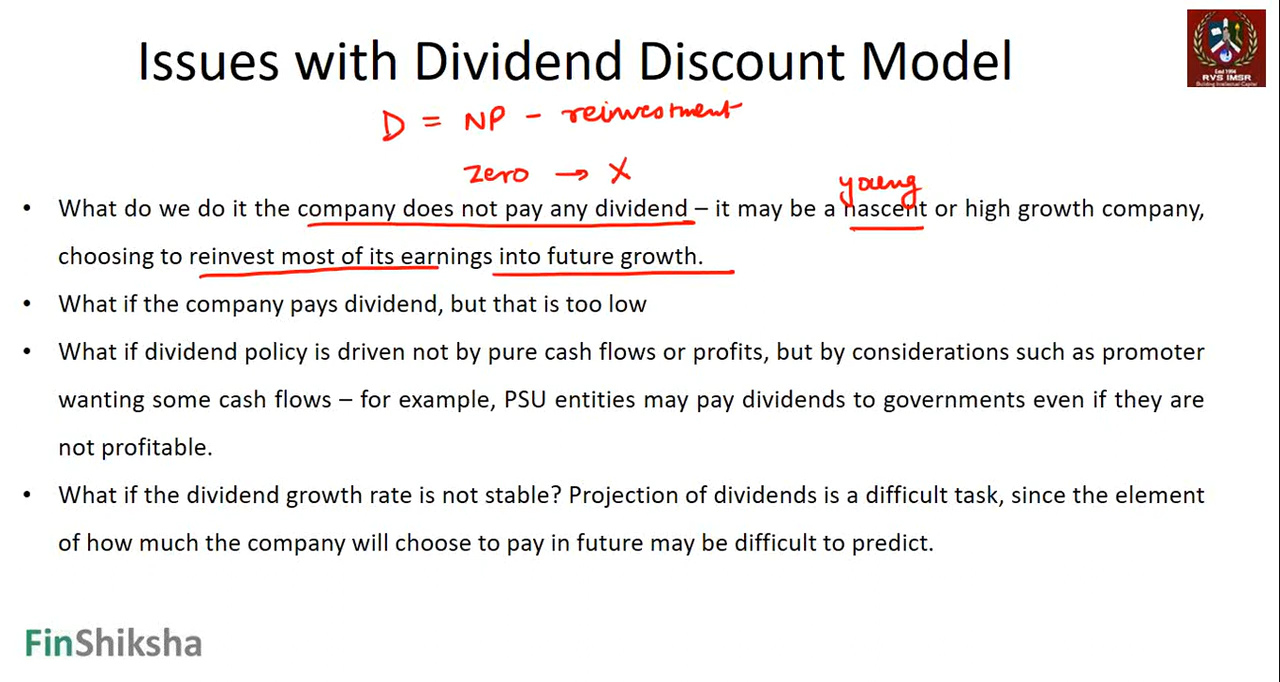 Issues with Dividend Discount Model
Estd 1996
RVS IMSR
Building Intellectual Capital
D = NP - reinvestment
zero → X
young
• What do we do it the company does not pay any dividend – it may be a nascent or high growth company,
choosing to reinvest most of its earnings into future growth.
• What if the company pays dividend, but that is too low
• What if dividend policy is driven not by pure cash flows or profits, but by considerations such as promoter
wanting some cash flows – for example, PSU entities may pay dividends to governments even if they are
not profitable.
• What if the dividend growth rate is not stable? Projection of dividends is a difficult task, since the element
of how much the company will choose to pay in future may be difficult to predict.
FinShiksha